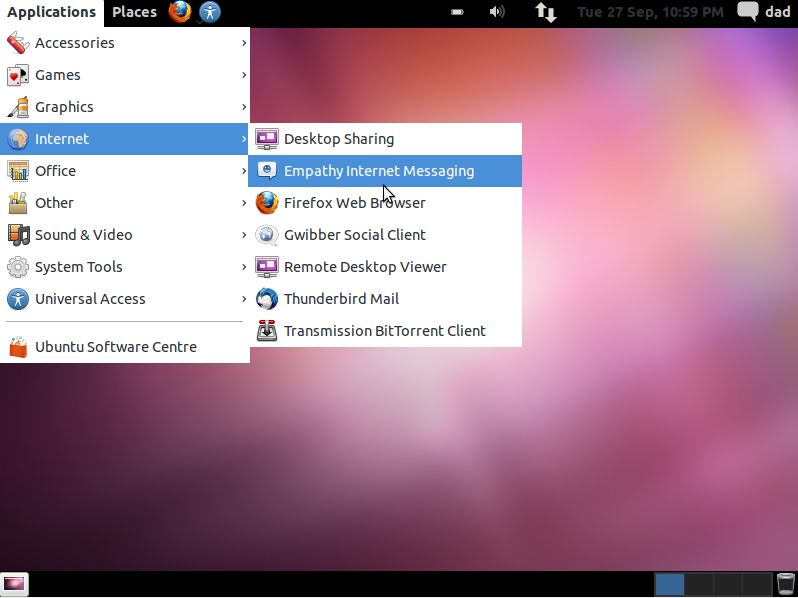 Applications Places Tue 27 Sep, 10:59 PM dad
Accessories
Games
Graphics
Internet
Office
Other
Sound & Video
System Tools
Universal Access
Ubuntu Software Centre
Desktop Sharing
Empathy Internet Messaging
Firefox Web Browser
Gwibber Social Client
Remote Desktop Viewer
Thunderbird Mail
Transmission BitTorrent Client